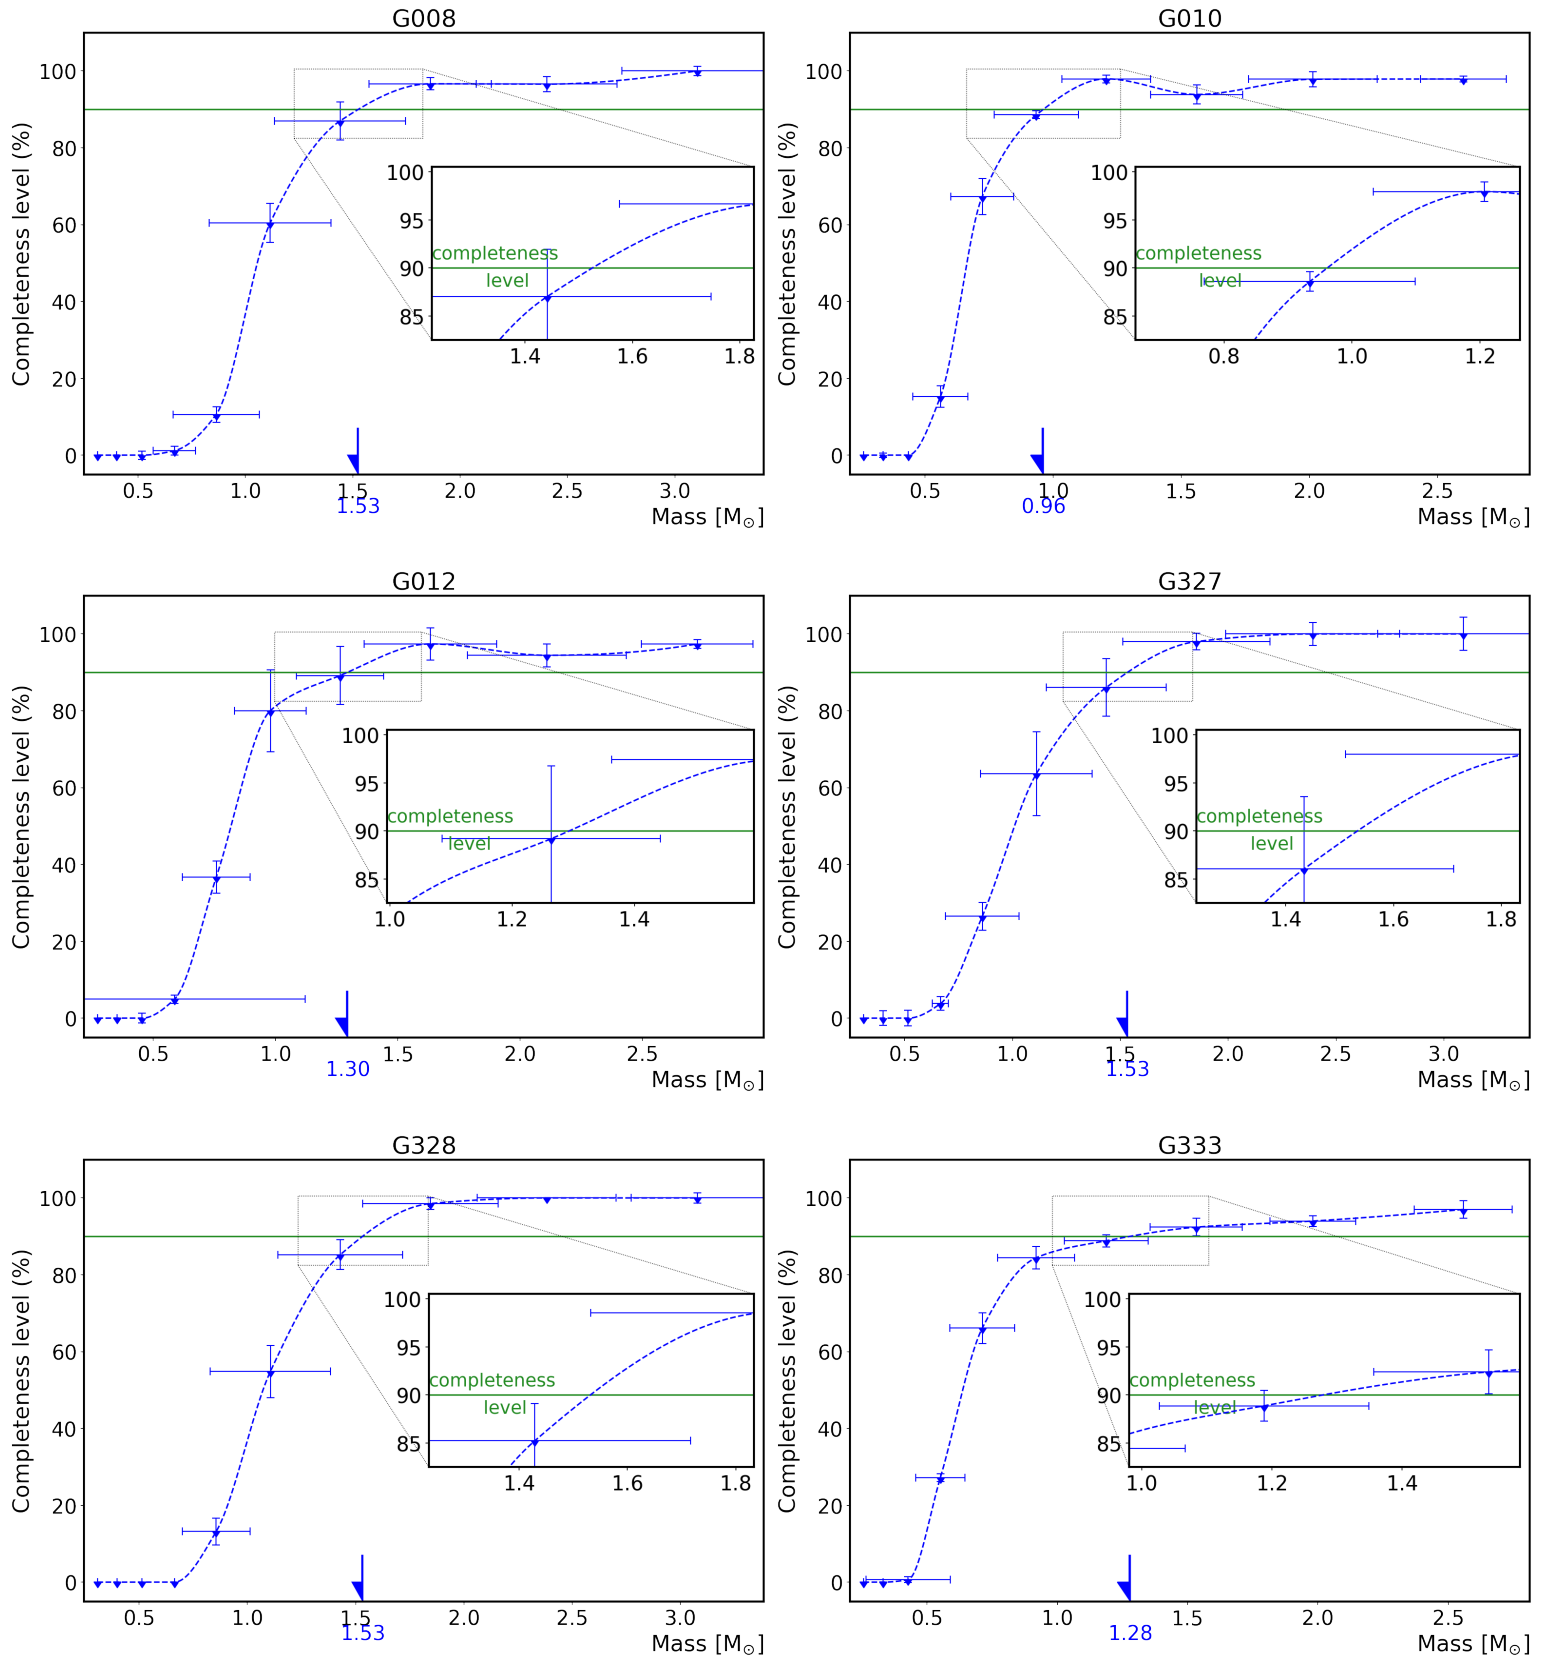 G008
Completeness level (%)
100
80
60
40
20
0
100
95
90
85
completeness
level
1.4 1.6 1.8
0.5 1.0 1.5 2.0 2.5 3.0
1.53
Mass [M⊙]
G010
Completeness level (%)
100
80
60
40
20
0
100
95
90
85
completeness
level
0.8 1.0 1.2
0.5 1.0 1.5 2.0 2.5
0.96
Mass [M⊙]
G012
Completeness level (%)
100
80
60
40
20
0
100
95
90
85
completeness
level
1.0 1.2 1.4
0.5 1.0 1.5 2.0 2.5
1.30
Mass [M⊙]
G327
Completeness level (%)
100
80
60
40
20
0
100
95
90
85
completeness
level
1.4 1.6 1.8
0.5 1.0 1.5 2.0 2.5 3.0
1.53
Mass [M⊙]
G328
Completeness level (%)
100
80
60
40
20
0
100
95
90
85
completeness
level
1.4 1.6 1.8
0.5 1.0 1.5 2.0 2.5 3.0
1.53
Mass [M⊙]
G333
Completeness level (%)
100
80
60
40
20
0
100
95
90
85
completeness
level
1.0 1.2 1.4
0.5 1.0 1.5 2.0 2.5
1.28
Mass [M⊙]